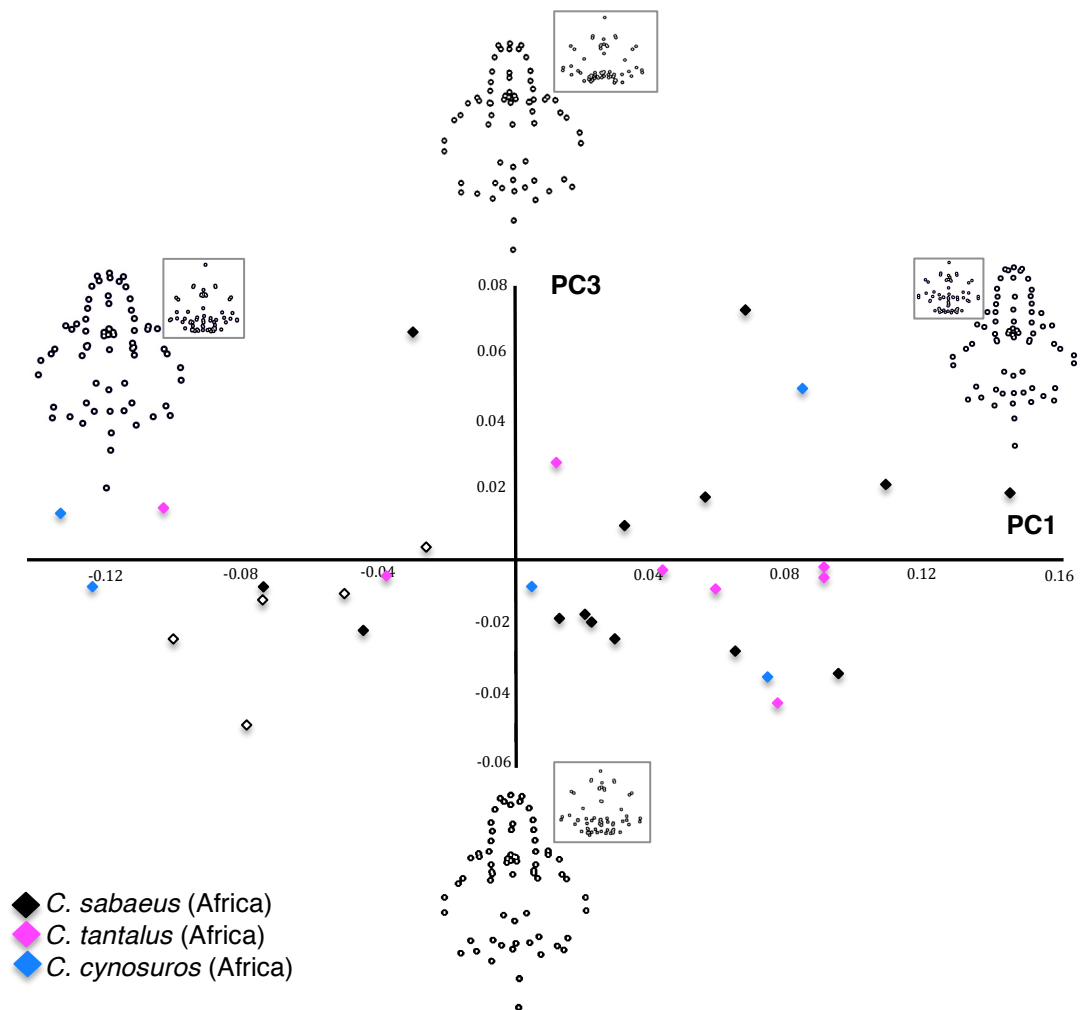 PC3
0.08
0.06
0.04
0.02
PC1
-0.12
-0.08
-0.04
0.04
0.08
0.12
0.16
-0.02
-0.04
-0.06
C. sabaeus (Africa)
C. tantalus (Africa)
C. cynosuros (Africa)